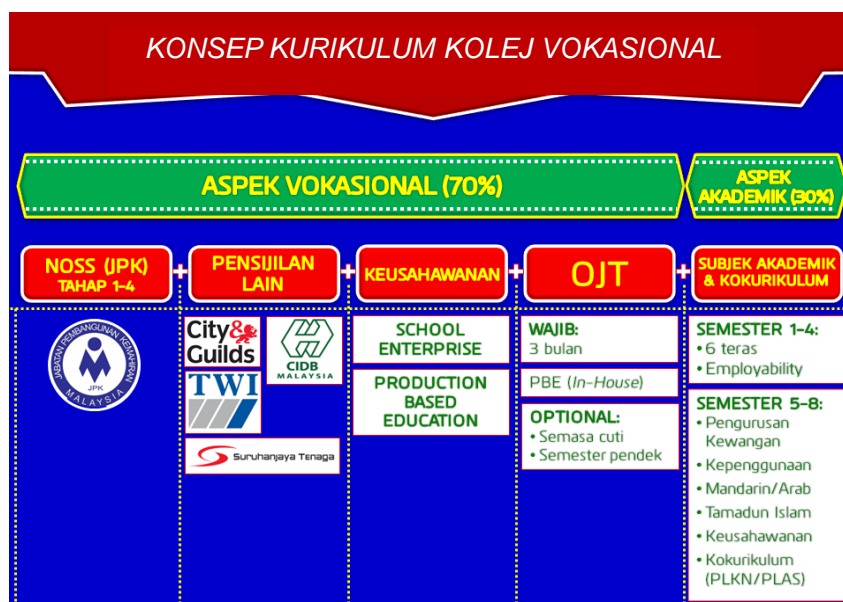 KONSEP KURIKULUM KOLEJ VOKASIONAL
ASPEK VOKASIONAL (70%)
ASPEK
AKADEMIK (30%)
NOSS (JPK)
TAHAP 1-4
+
PENSIJILAN
LAIN
+
KEUSAHAWANAN
+
OJT
+
SUBJEK AKADEMIK
& KOKURIKULUM
JABATAN PEMBANGUNAN KEMAHIRAN
JPK
MALAYSIA
City&
Guilds
CIDB
MALAYSIA
TWI
Suruhanjaya Tenaga
SCHOOL
ENTERPRISE
PRODUCTION
BASED
EDUCATION
WAJIB:
3 bulan
PBE (In-House)
OPTIONAL:
• Semasa cuti
• Semester pendek
SEMESTER 1-4:
• 6 teras
• Employability
SEMESTER 5-8:
• Pengurusan
Kewangan
• Kepenggunaan
• Mandarin/Arab
• Tamadun Islam
• Keusahawanan
• Kokurikulum
(PLKN/PLAS)